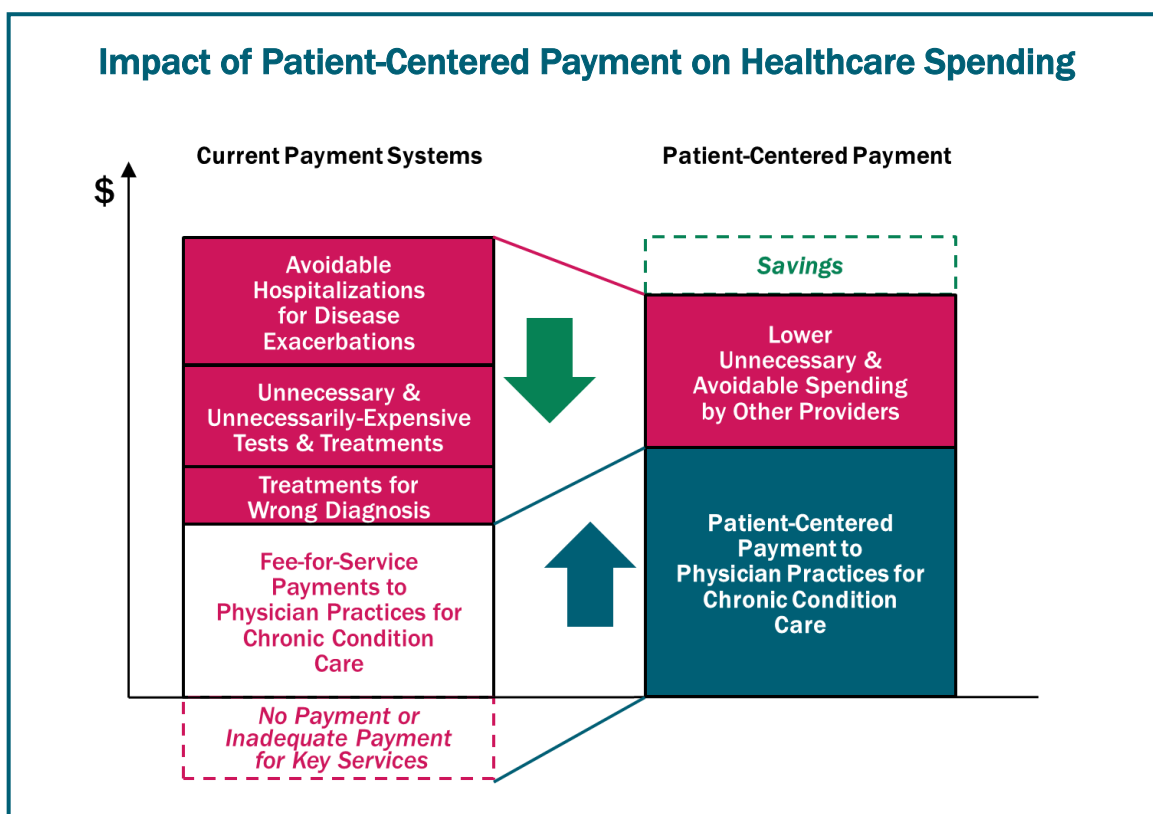 Impact of Patient-Centered Payment on Healthcare Spending
Current Payment Systems
Patient-Centered Payment
$
Avoidable
Hospitalizations
for Disease
Exacerbations
Unnecessary &
Unnecessarily-Expensive
Tests & Treatments
Treatments for
Wrong Diagnosis
Fee-for-Service
Payments to
Physician Practices for
Chronic Condition
Care
No Payment or
Inadequate Payment
for Key Services
Savings
Lower
Unnecessary &
Avoidable Spending
by Other Providers
Patient-Centered
Payment to
Physician Practices for
Chronic Condition
Care